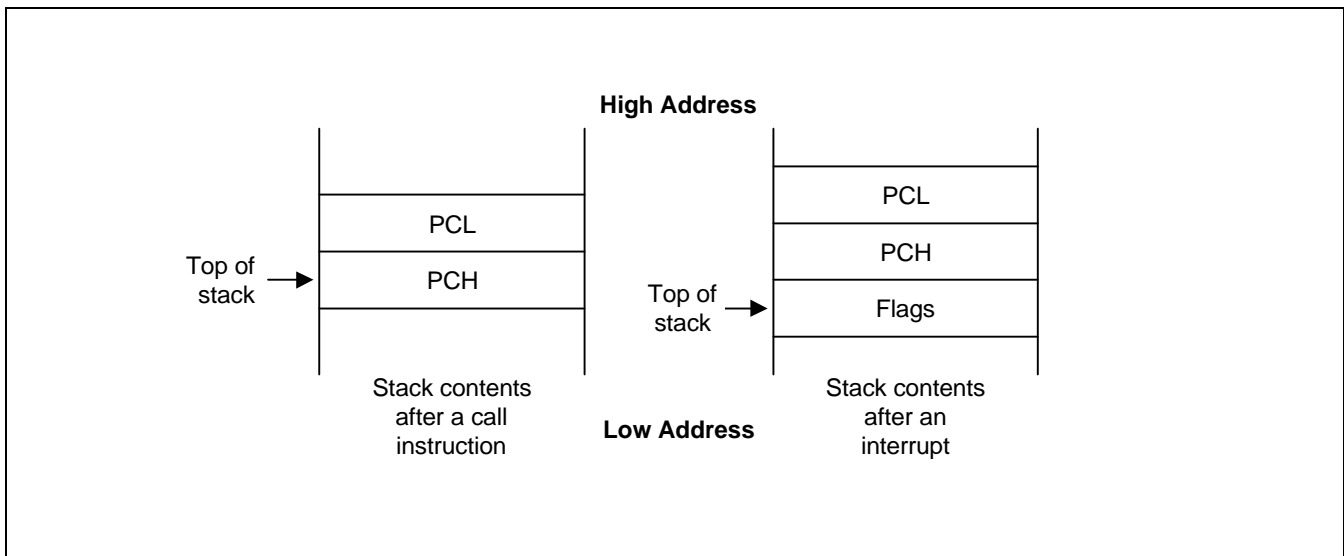 High Address
PCL
PCH
Top of
stack
Stack contents
after a call
instruction
Low Address
PCL
PCH
Flags
Top of
stack
Stack contents
after an
interrupt